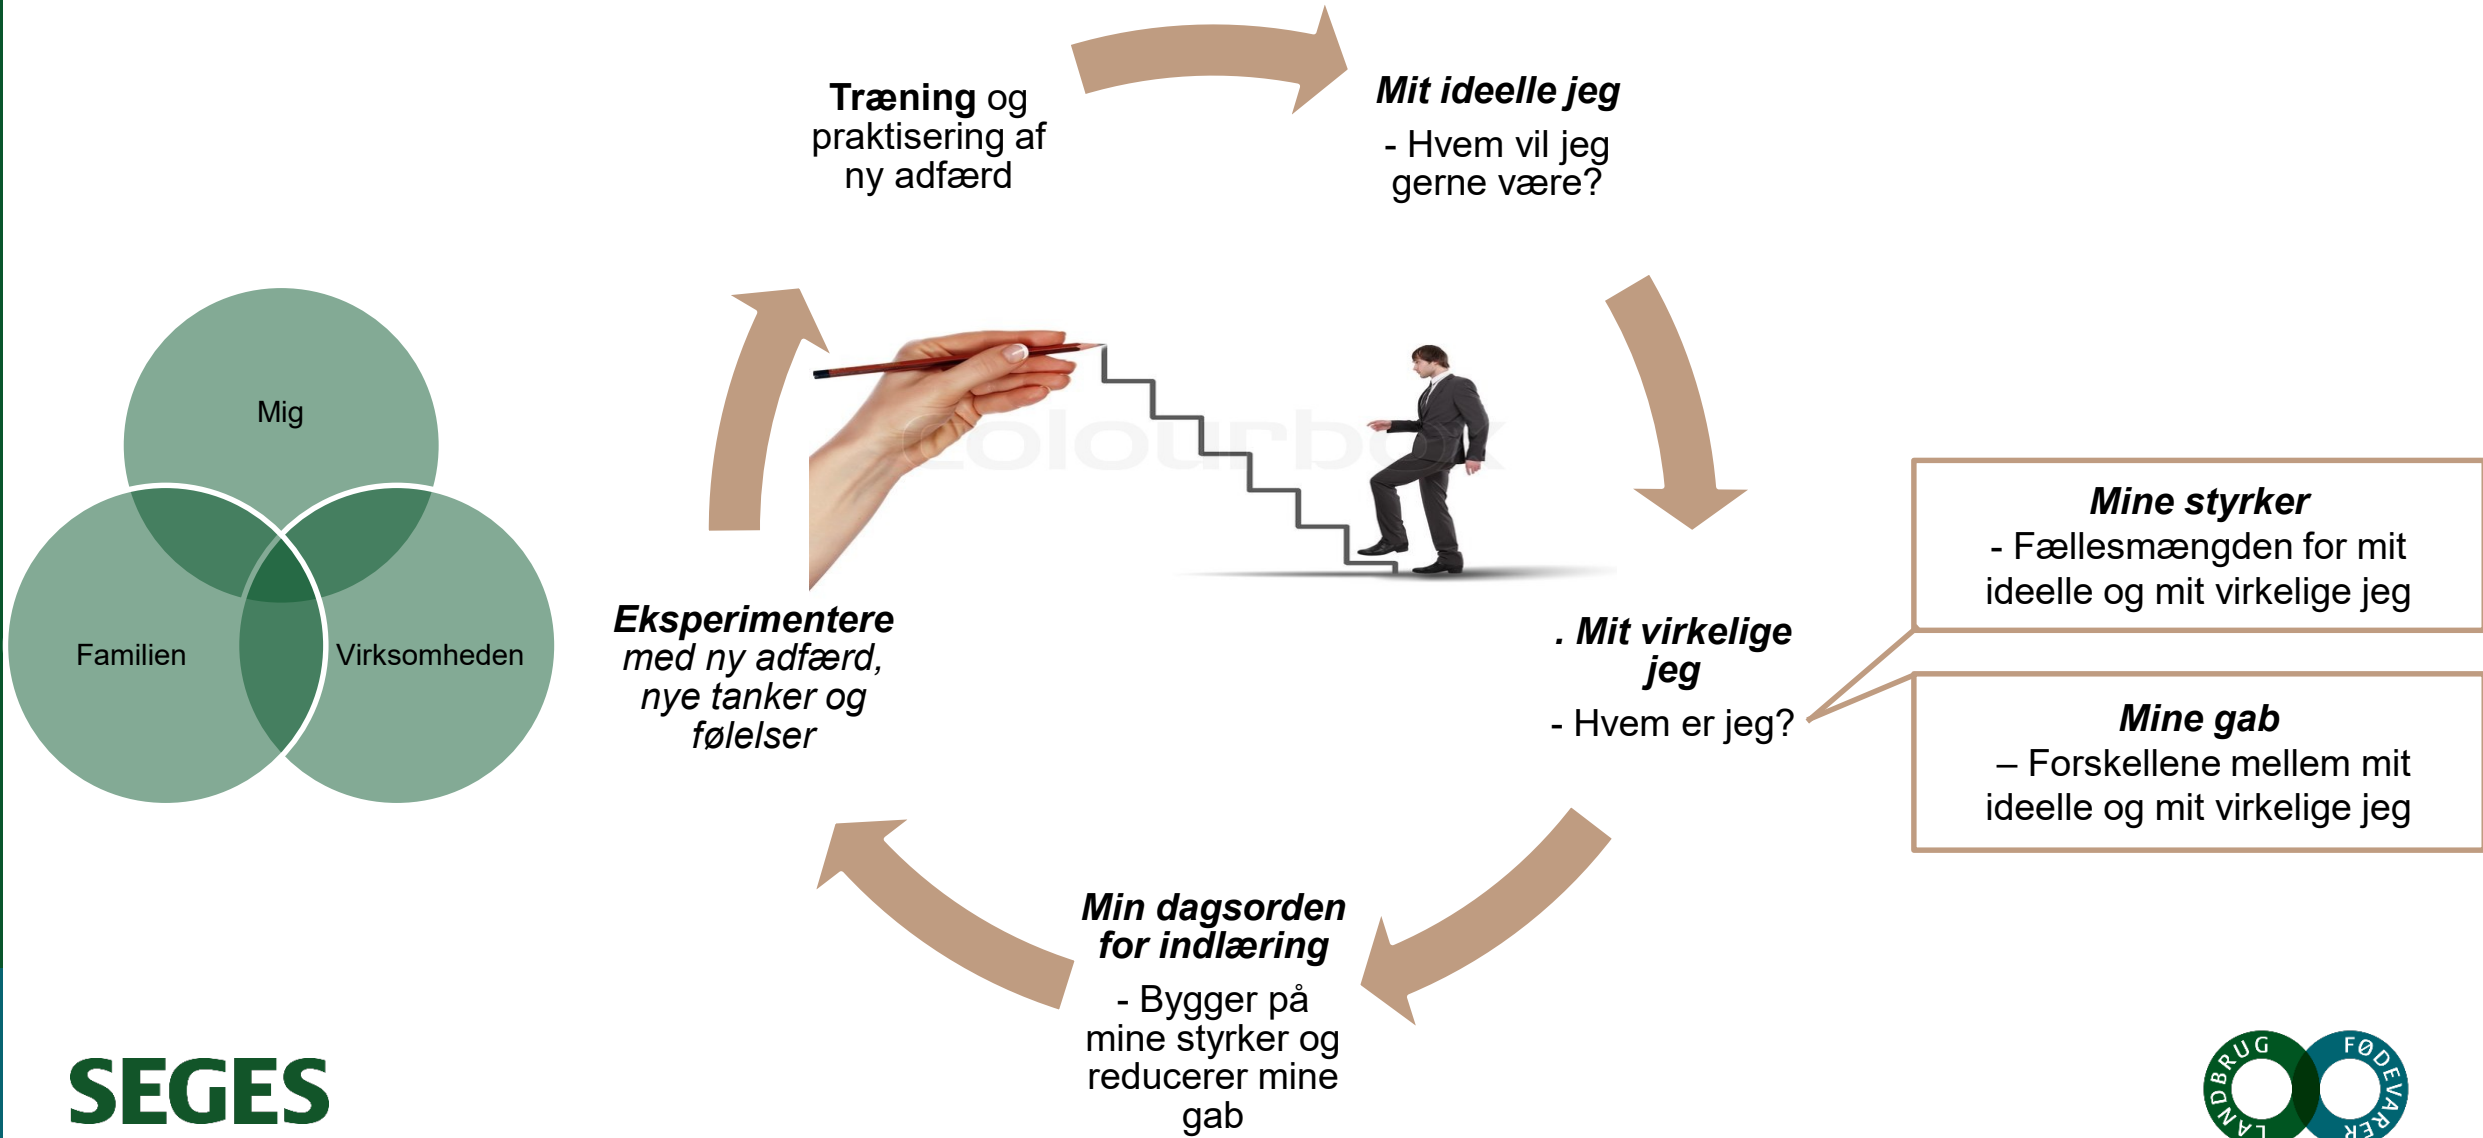 Træning og
praktisering af
ny adfærd
Mit ideelle jeg
- Hvem vil jeg
gerne være?
Mig
Familien
Virksomheden
colourbox
Eksperimentere
med ny adfærd,
nye tanker og
følelser
. Mit virkelige
jeg
- Hvem er jeg?
Mine styrker
- Fællesmængden for mit
ideelle og mit virkelige jeg
Mine gab
– Forskellene mellem mit
ideelle og mit virkelige jeg
Min dagsorden
for indlæring
- Bygger på
mine styrker og
reducerer mine
gab
SEGES
LANDBRUG
FØDEVARER